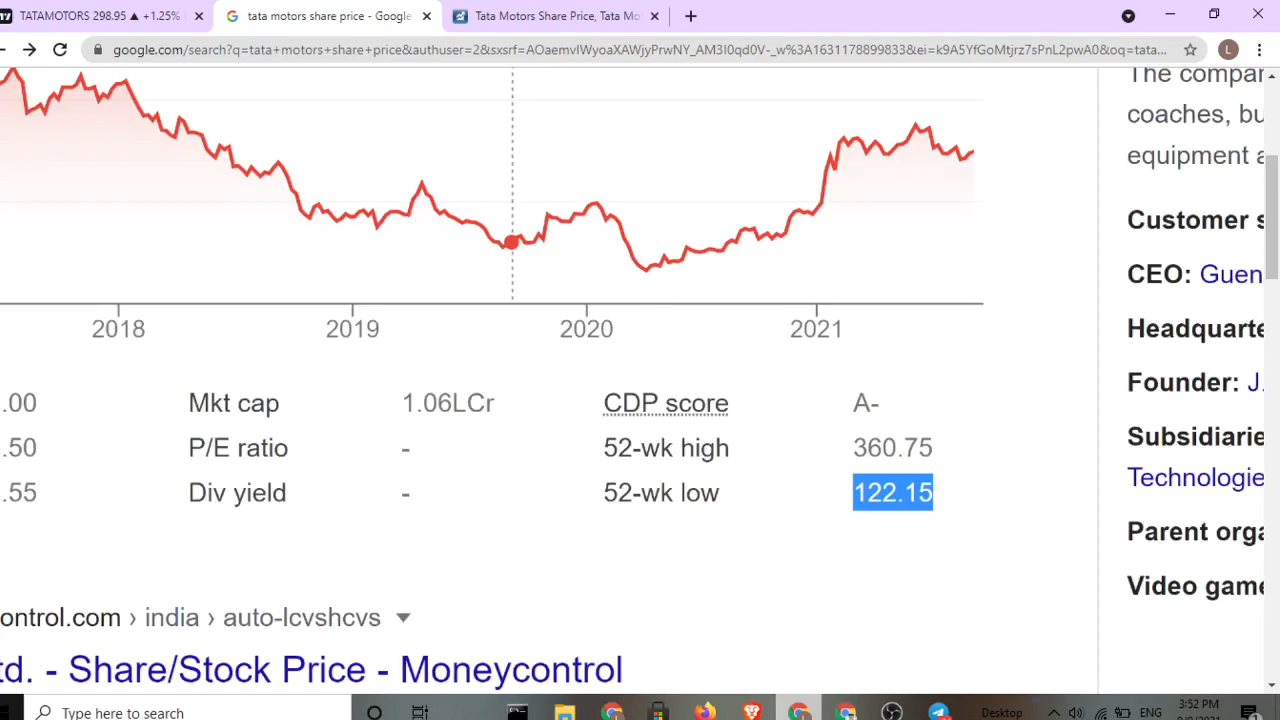 TATAMOTORS 298.95 ▲ +1.25%
tata motors share price - Google
Tata Motors Share Price, Tata Mo
google.com/search?q=tata+motors+share+price&authuser=2&sxsrf=AOaemvIWyoaXAWjyPrwNY_AM3I0qd0V-_w%3A1631178899833&ei=k9A5YfGoMtjrz7sPnL2pwA0&oq=tata...
L
The compar
coaches, bu
equipment a
2018 2019 2020 2021
.00 Mkt cap 1.06LCr CDP score A-
.50 P/E ratio - 52-wk high 360.75
.55 Div yield - 52-wk low 122.15
Customer s
CEO: Guen
Headquarte
Founder: J.
Subsidiarie
Technologie
Parent orga
Video game
ontrol.com › india › auto-lcvshcvs
td. - Share/Stock Price - Moneycontrol
Type here to search
Desktop
ENG
3:52 PM